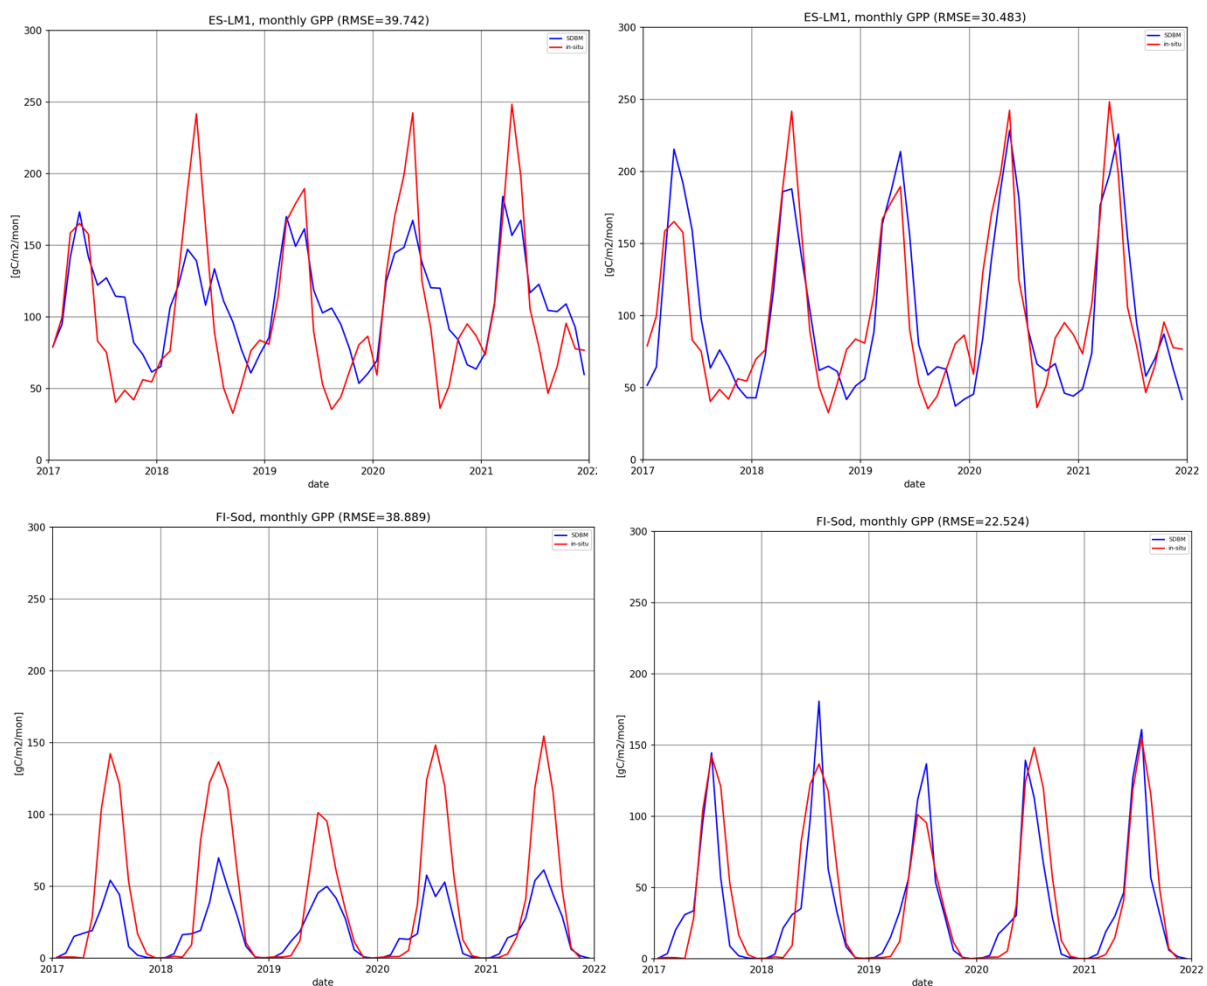 ES-LM1, monthly GPP (RMSE=39.742)
300
250
200
150
100
50
0
[gC/m2/mon]
SDBM
in-situ
2017
2018
2019
2020
2021
2022
date
ES-LM1, monthly GPP (RMSE=30.483)
300
250
200
150
100
50
0
[gC/m2/mon]
SDBM
in-situ
2017
2018
2019
2020
2021
2022
date
FI-Sod, monthly GPP (RMSE=38.889)
300
250
200
150
100
50
0
[gC/m2/mon]
SDBM
in-situ
2017
2018
2019
2020
2021
2022
date
FI-Sod, monthly GPP (RMSE=22.524)
300
250
200
150
100
50
0
[gC/m2/mon]
SDBM
in-situ
2017
2018
2019
2020
2021
2022
date